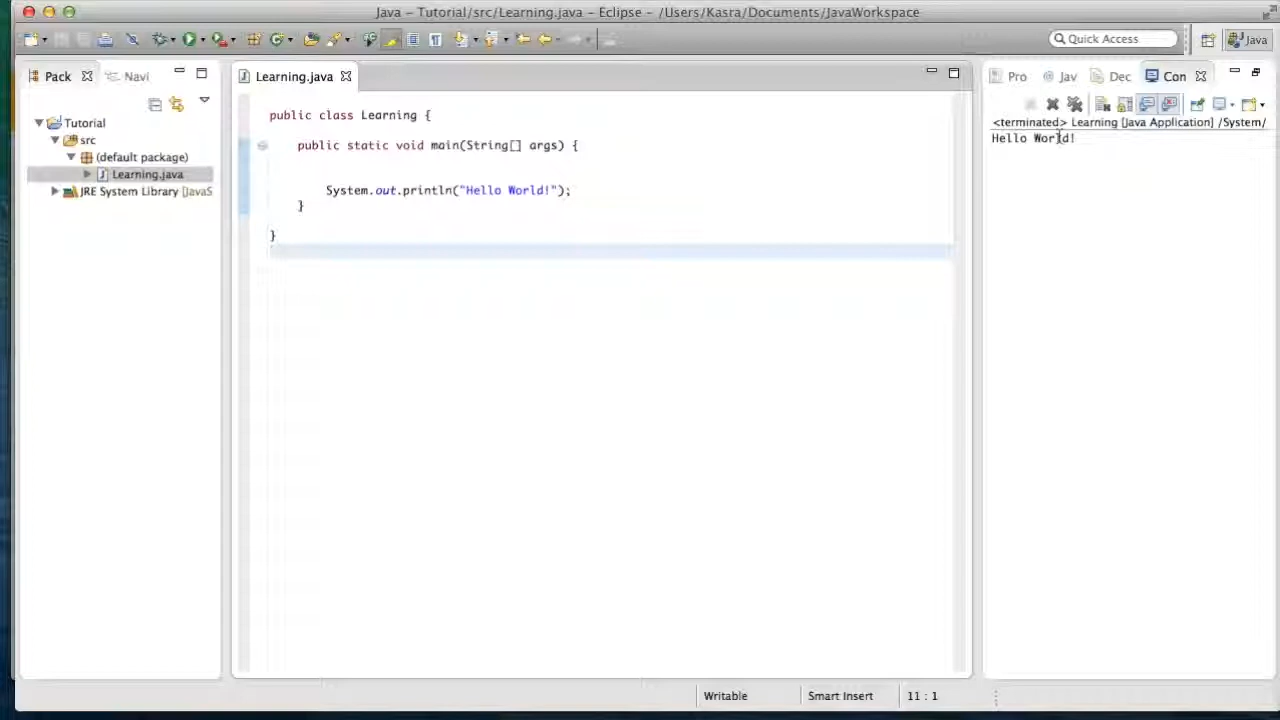 Java – Tutorial/src/Learning.java – Eclipse – /Users/Kasra/Documents/JavaWorkspace
Quick Access
Java
Pack
Navi
Learning.java
Pro
Jav
Dec
Con
Tutorial
src
(default package)
Learning.java
JRE System Library [JavaS
public class Learning {
public static void main(String[] args) {
System.out.println("Hello World!");
}
}
<terminated> Learning [Java Application] /System/
Hello World!
Writable
Smart Insert
11 : 1